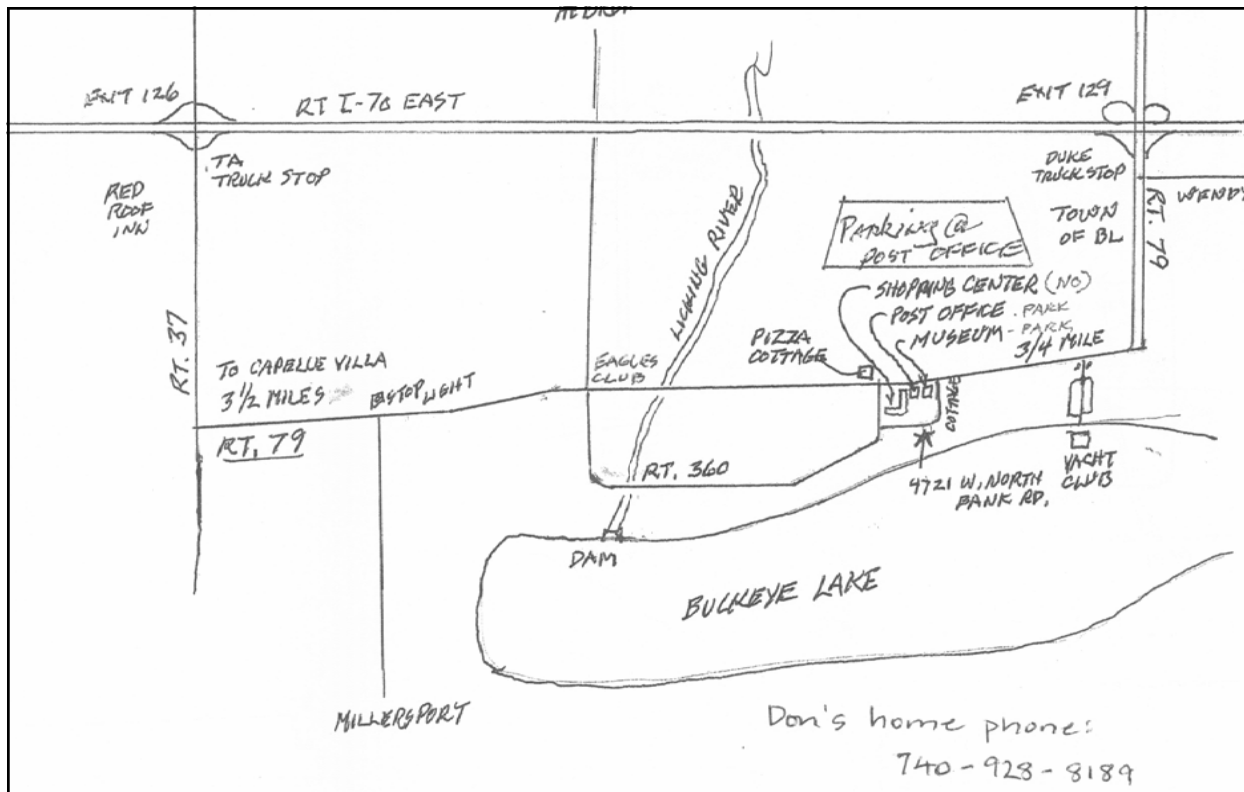 EXIT 126
RT I-70 EAST
EXIT 129
TA
TRUCK STOP
RED
ROOF
INN
DUKE
TRUCK STOP
TOWN
OF BL
RT. 79
LICKING RIVER
Parking @
POST OFFICE
SHOPPING CENTER (NO)
POST OFFICE - PARK
MUSEUM - PARK
3/4 MILE
PIZZA
COTTAGE
RT. 37
TO CAPELLE VILLA
3 1/2 MILES
STOP LIGHT
EAGLES
CLUB
COTTAGE
RT. 79
RT. 360
4721 W. NORTH
BANK RD.
YACHT
CLUB
DAM
BUCKEYE LAKE
MILLERSPORT
Don's home phone:
740-928-8189